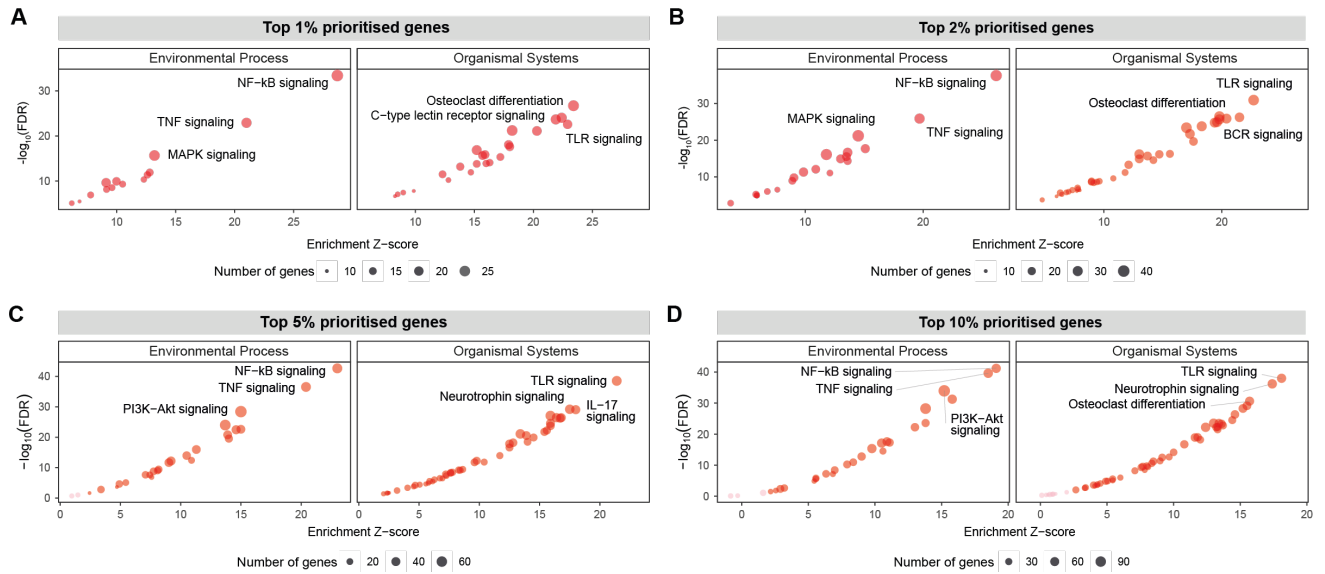 A
Top 1% prioritised genes
Environmental Process
Organismal Systems
NF−kB signaling
TNF signaling
MAPK signaling
Osteoclast differentiation
C-type lectin receptor signaling
TLR signaling
-log10(FDR)
30
20
10
10
15
20
25
10
15
20
25
Enrichment Z−score
Number of genes
10
15
20
25
B
Top 2% prioritised genes
Environmental Process
Organismal Systems
NF−kB signaling
MAPK signaling
TNF signaling
TLR signaling
Osteoclast differentiation
BCR signaling
-log10(FDR)
30
20
10
10
20
10
20
Enrichment Z−score
Number of genes
10
20
30
40
C
Top 5% prioritised genes
Environmental Process
Organismal Systems
NF−kB signaling
TNF signaling
PI3K−Akt signaling
TLR signaling
Neurotrophin signaling
IL−17
signaling
−log10(FDR)
40
30
20
10
0
0
5
10
15
20
0
5
10
15
20
Enrichment Z−score
Number of genes
20
40
60
D
Top 10% prioritised genes
Environmental Process
Organismal Systems
NF−kB signaling
TNF signaling
PI3K−Akt
signaling
TLR signaling
Neurotrophin signaling
Osteoclast differentiation
−log10(FDR)
40
30
20
10
0
0
5
10
15
20
0
5
10
15
20
Enrichment Z−score
Number of genes
30
60
90